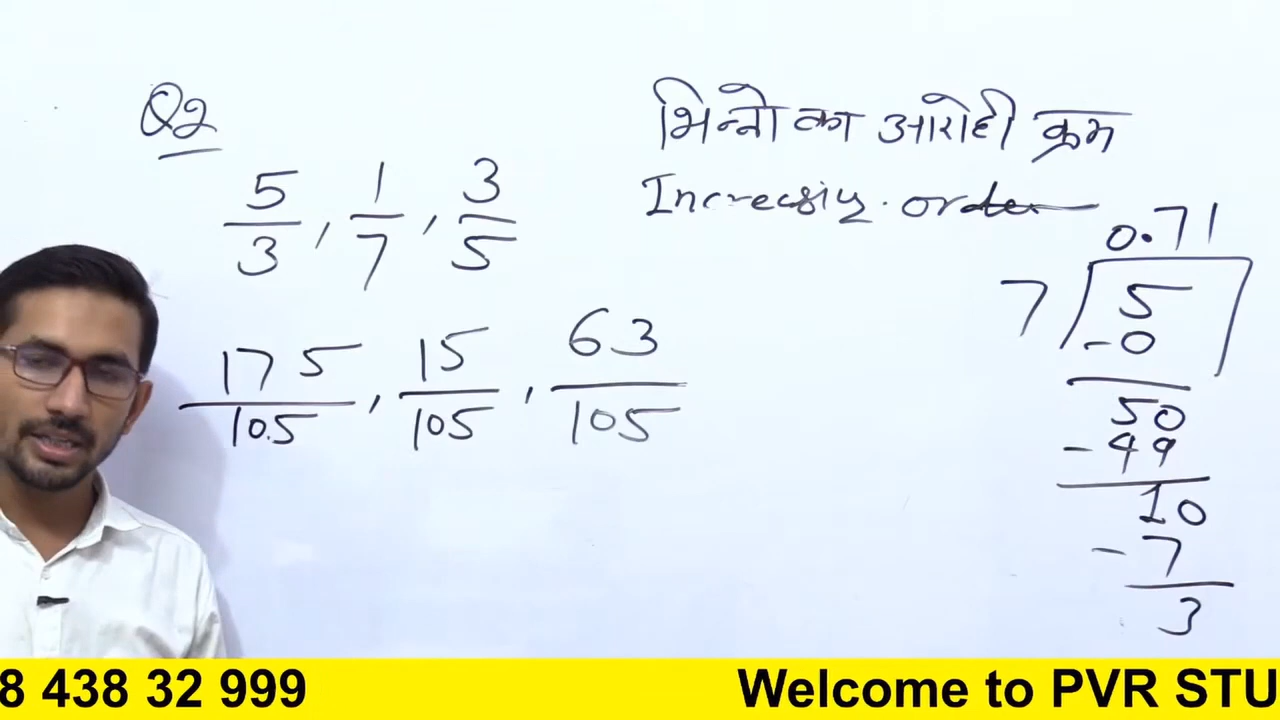 Q2
भिन्नो का आरोही क्रम
Increasing order
5/3, 1/7, 3/5
175/105, 15/105, 63/105
0.71
7 5
-0
50
-49
10
-7
3
8 438 32 999 Welcome to PVR STU